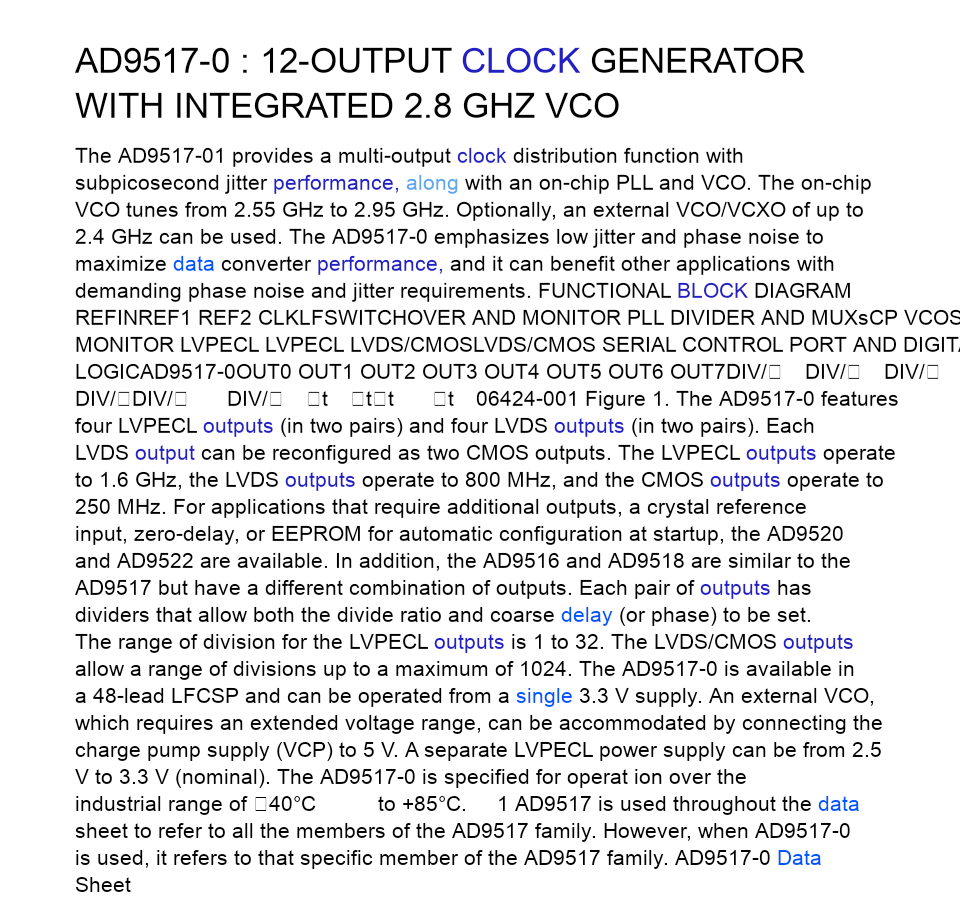 AD9517-0 : 12-OUTPUT CLOCK GENERATOR
WITH INTEGRATED 2.8 GHZ VCO
The AD9517-01 provides a multi-output clock distribution function with
subpicosecond jitter performance, along with an on-chip PLL and VCO. The on-chip
VCO tunes from 2.55 GHz to 2.95 GHz. Optionally, an external VCO/VCXO of up to
2.4 GHz can be used. The AD9517-0 emphasizes low jitter and phase noise to
maximize data converter performance, and it can benefit other applications with
demanding phase noise and jitter requirements. FUNCTIONAL BLOCK DIAGRAM
REFINREF1 REF2 CLKLFSWITCHOVER AND MONITOR PLL DIVIDER AND MUXsCP VCOS
MONITOR LVPECL LVPECL LVDS/CMOSLVDS/CMOS SERIAL CONTROL PORT AND DIGITA
LOGICAD9517-0OUT0 OUT1 OUT2 OUT3 OUT4 OUT5 OUT6 OUT7DIV/□ DIV/□ DIV/□
DIV/□DIV/□ DIV/□ □t □t□t □t 06424-001 Figure 1. The AD9517-0 features
four LVPECL outputs (in two pairs) and four LVDS outputs (in two pairs). Each
LVDS output can be reconfigured as two CMOS outputs. The LVPECL outputs operate
to 1.6 GHz, the LVDS outputs operate to 800 MHz, and the CMOS outputs operate to
250 MHz. For applications that require additional outputs, a crystal reference
input, zero-delay, or EEPROM for automatic configuration at startup, the AD9520
and AD9522 are available. In addition, the AD9516 and AD9518 are similar to the
AD9517 but have a different combination of outputs. Each pair of outputs has
dividers that allow both the divide ratio and coarse delay (or phase) to be set.
The range of division for the LVPECL outputs is 1 to 32. The LVDS/CMOS outputs
allow a range of divisions up to a maximum of 1024. The AD9517-0 is available in
a 48-lead LFCSP and can be operated from a single 3.3 V supply. An external VCO,
which requires an extended voltage range, can be accommodated by connecting the
charge pump supply (VCP) to 5 V. A separate LVPECL power supply can be from 2.5
V to 3.3 V (nominal). The AD9517-0 is specified for operat ion over the
industrial range of □40°C to +85°C. 1 AD9517 is used throughout the data
sheet to refer to all the members of the AD9517 family. However, when AD9517-0
is used, it refers to that specific member of the AD9517 family. AD9517-0 Data
Sheet